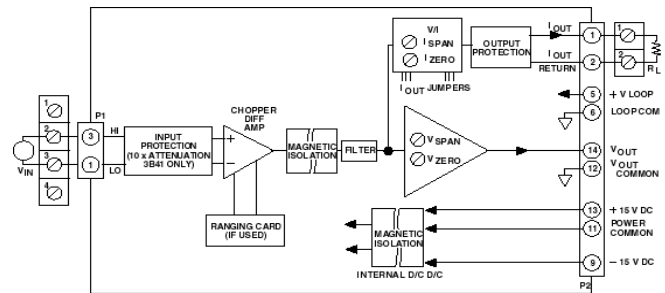 1
2
3
4
V IN
P1
3
1
HI
LO
INPUT
PROTECTION
(10 x ATTENUATION
3B41 ONLY)
CHOPPER
DIFF
AMP
+
−
RANGING CARD
(IF USED)
MAGNETIC
ISOLATION
FILTER
V/I
I SPAN
I ZERO
I OUT JUMPERS
OUTPUT
PROTECTION
I OUT
I OUT
RETURN
V SPAN
V ZERO
MAGNETIC
ISOLATION
INTERNAL D/C D/C
1
2
5
6
14
12
13
11
9
P2
1
2
R L
+ V LOOP
LOOP COM
V OUT
V OUT
COMMON
+ 15 V DC
POWER
COMMON
− 15 V DC